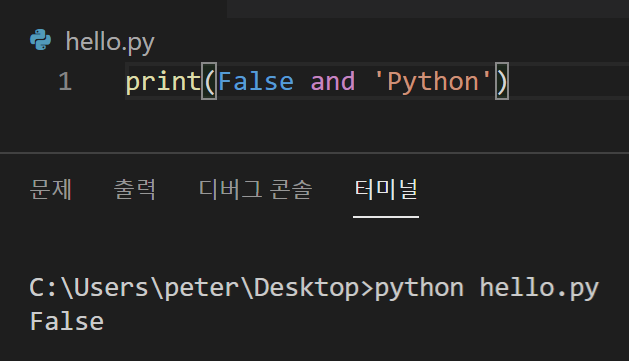 hello.py
1 print(False and 'Python')
문제 출력 디버그 콘솔 터미널
C:\Users\peter\Desktop>python hello.py
False